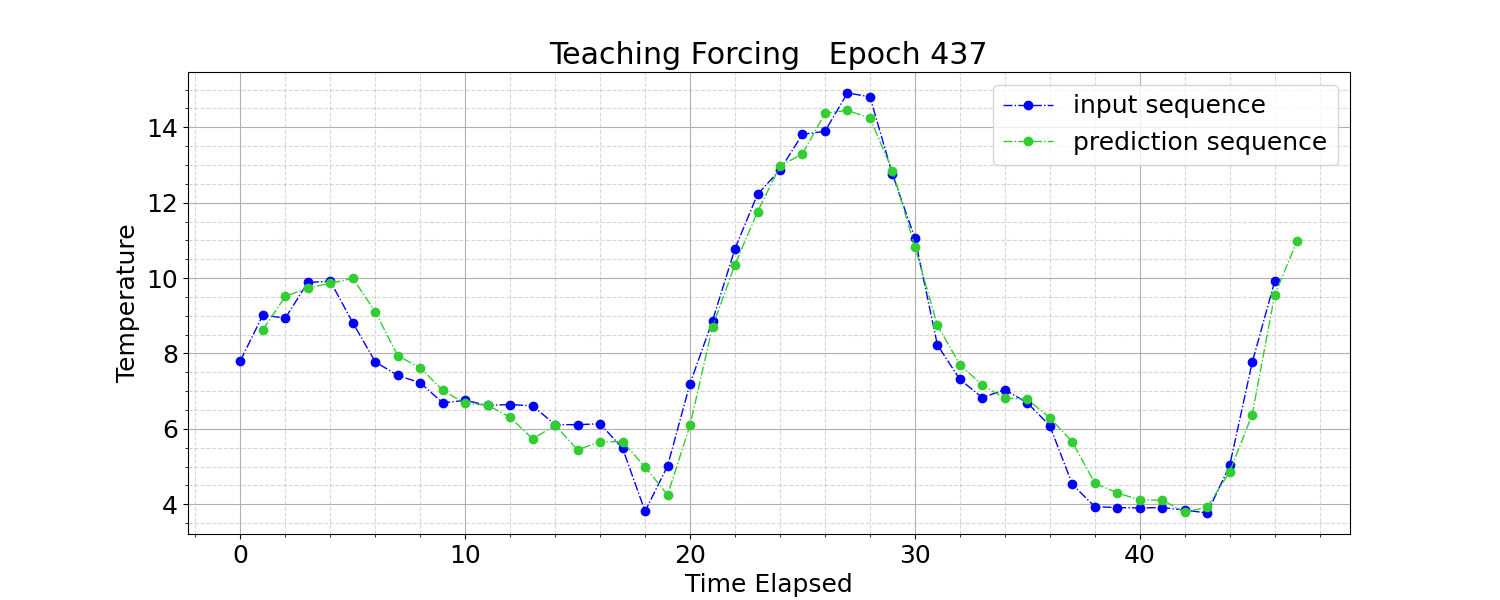 Teaching Forcing   Epoch 437
input sequence
prediction sequence
Temperature
14
12
10
8
6
4
0 10 20 30 40
Time Elapsed